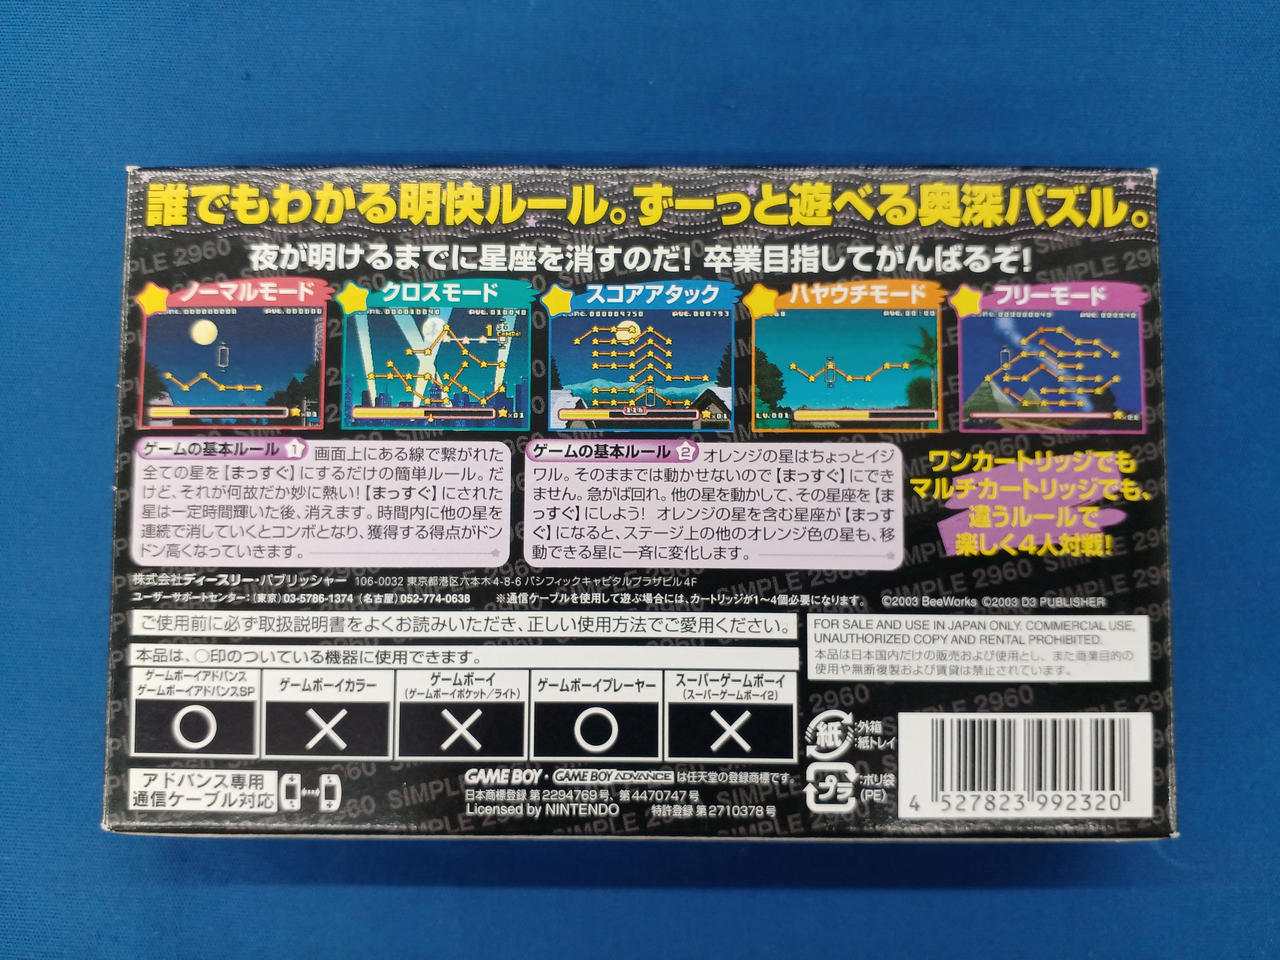 誰でもわかる明快ルール。ずーっと遊べる奥深パズル。
夜が明けるまでに星座を消すのだ! 卒業目指してがんばるぞ!
ノーマルモード
クロスモード
スコアアタック
ハヤウチモード
フリーモード
ゲームの基本ルール 1 画面上にある線で繋がれた
全ての星を【まっすぐ】にするだけの簡単ルール。だ
けど、それが何故だか妙に熱い!【まっすぐ】にされた
星は一定時間輝いた後、消えます。時間内に他の星を
連続で消していくとコンボとなり、獲得する得点がドン
ドン高くなっていきます。
ゲームの基本ルール 2 オレンジの星はちょっとイジ
ワル。そのままでは動かせないので【まっすぐ】にでき
ません。急がば回れ。他の星を動かして、その星座を【ま
っすぐ】にしよう! オレンジの星を含む星座が【まっす
ぐ】になると、ステージ上の他のオレンジ色の星も、移
動できる星に一斉に変化します。
ワンカートリッジでも
マルチカートリッジでも、
違うルールで
楽しく4人対戦!
株式会社ディースリー・パブリッシャー 106-0032 東京都港区六本木4-8-6 パシフィックキャピタルプラザビル4F
ユーザーサポートセンター:(東京)03-5786-1374(名古屋)052-774-0638 ※通信ケーブルを使用して遊ぶ場合には、カートリッジが1〜4個必要になります。 ©2003 BeeWorks ©2003 D3 PUBLISHER
ご使用前に必ず取扱説明書をよくお読みいただき、正しい使用方法でご愛用ください。
FOR SALE AND USE IN JAPAN ONLY. COMMERCIAL USE,
UNAUTHORIZED COPY AND RENTAL PROHIBITED.
本品は日本国内だけの販売および使用とし、また商業目的の
使用や無断複製および賃貸は禁止されています。
本品は、○印のついている機器に使用できます。
ゲームボーイアドバンス
ゲームボーイアドバンスSP
ゲームボーイカラー
ゲームボーイ
(ゲームボーイポケット/ライト)
ゲームボーイプレーヤー
スーパーゲームボーイ
(スーパーゲームボーイ2)
○ × × ○ ×
紙 :外箱
:紙トレイ
プラ :ポリ袋
(PE)
アドバンス専用
通信ケーブル対応
GAME BOY・GAME BOY ADVANCE は任天堂の登録商標です。
日本商標登録 第2294769号、第4470747号
Licensed by NINTENDO 特許登録 第2710378号
4 527823 992320